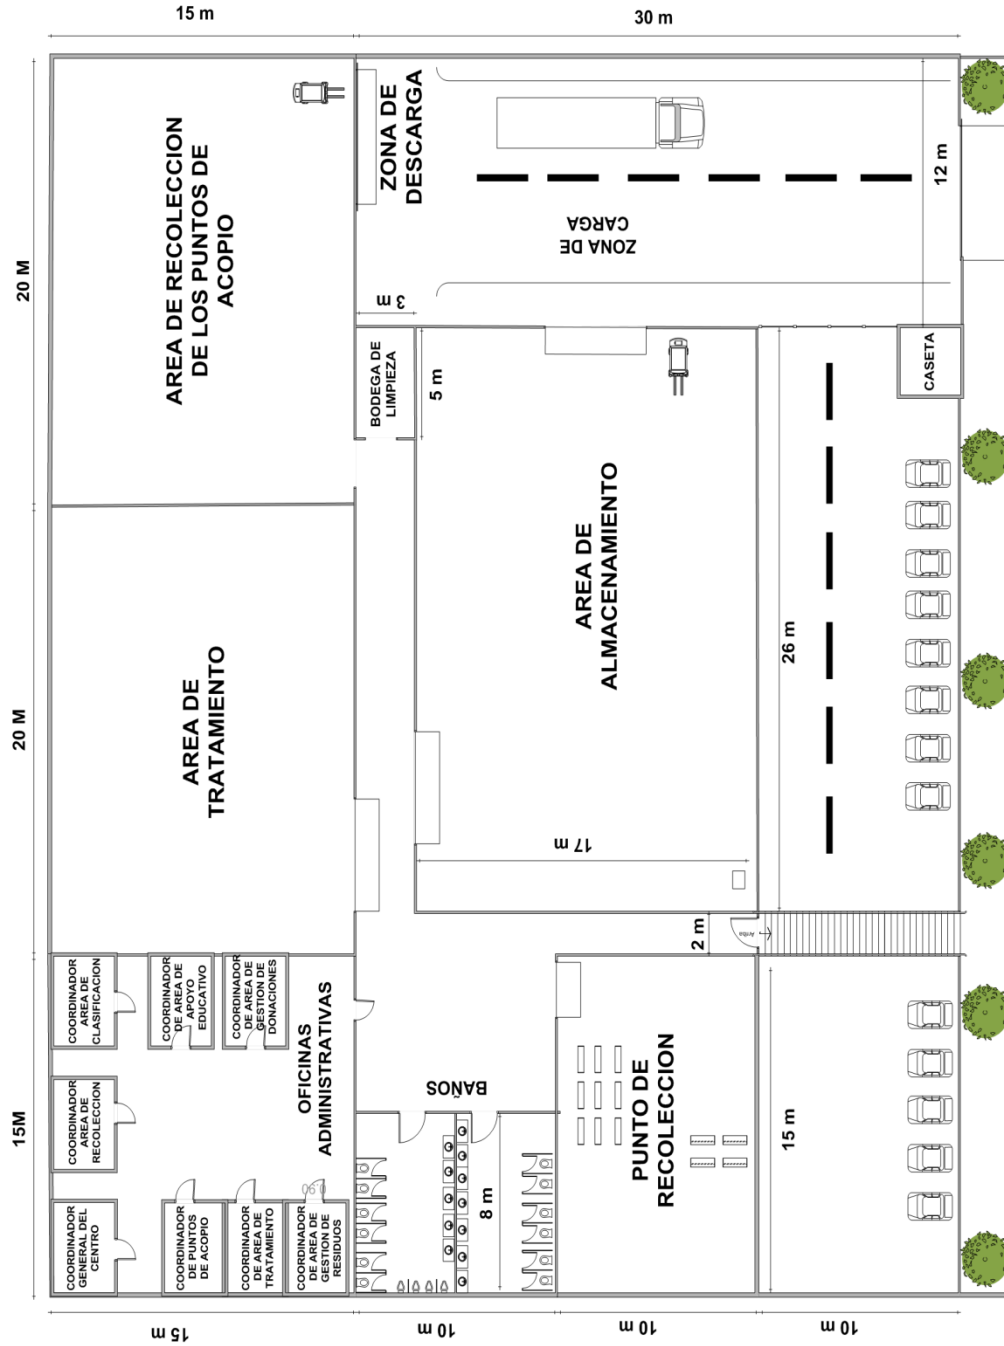 15 m
30 m
20 M
20 M
15M
AREA DE RECOLECCION
DE LOS PUNTOS DE
ACOPIO
ZONA DE
DESCARGA
ZONA DE
CARGA
12 m
3 m
BODEGA DE
LIMPIEZA
5 m
CASETA
AREA DE
TRATAMIENTO
AREA DE
ALMACENAMIENTO
26 m
17 m
2 m
Arriba
COORDINADOR
AREA DE
CLASIFICACION
COORDINADOR
DE AREA DE
APOYO
EDUCATIVO
COORDINADOR
DE AREA DE
GESTION DE
DONACIONES
COORDINADOR
AREA DE
RECOLECCION
OFICINAS
ADMINISTRATIVAS
COORDINADOR
GENERAL DEL
CENTRO
COORDINADOR
DE PUNTOS
DE ACOPIO
COORDINADOR
DE AREA DE
TRATAMIENTO
COORDINADOR
DE AREA DE
GESTION DE
RESIDUOS
0.90
BAÑOS
8 m
PUNTO DE
RECOLECCION
15 m
15 m
10 m
10 m
10 m